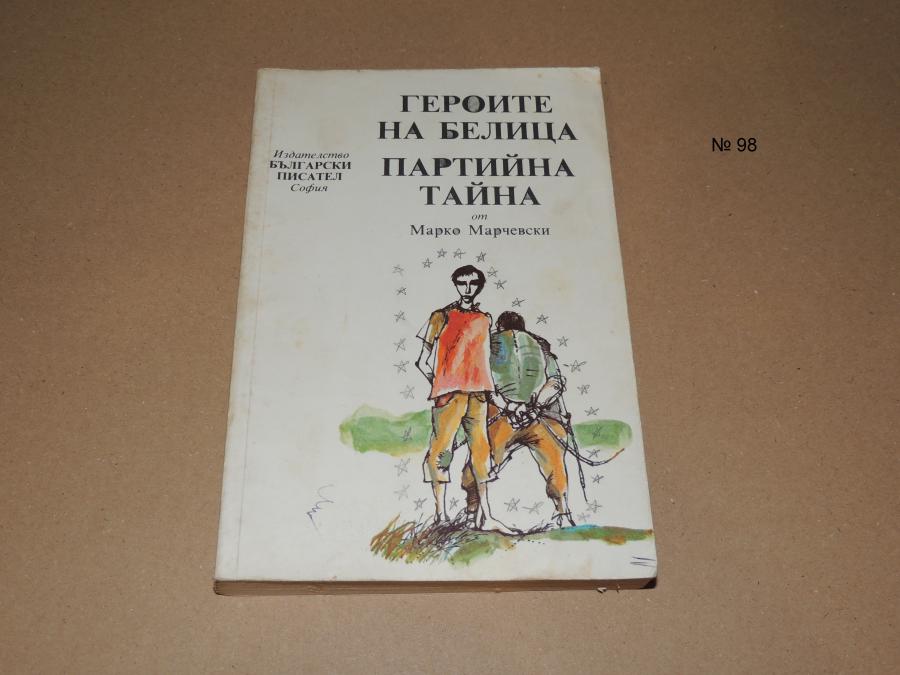 ГЕРОИТЕ
НА БЕЛИЦА
ПАРТИЙНА
ТАЙНА
от
Марко Марчевски
Издателство
БЪЛГАРСКИ
ПИСАТЕЛ
София
№ 98